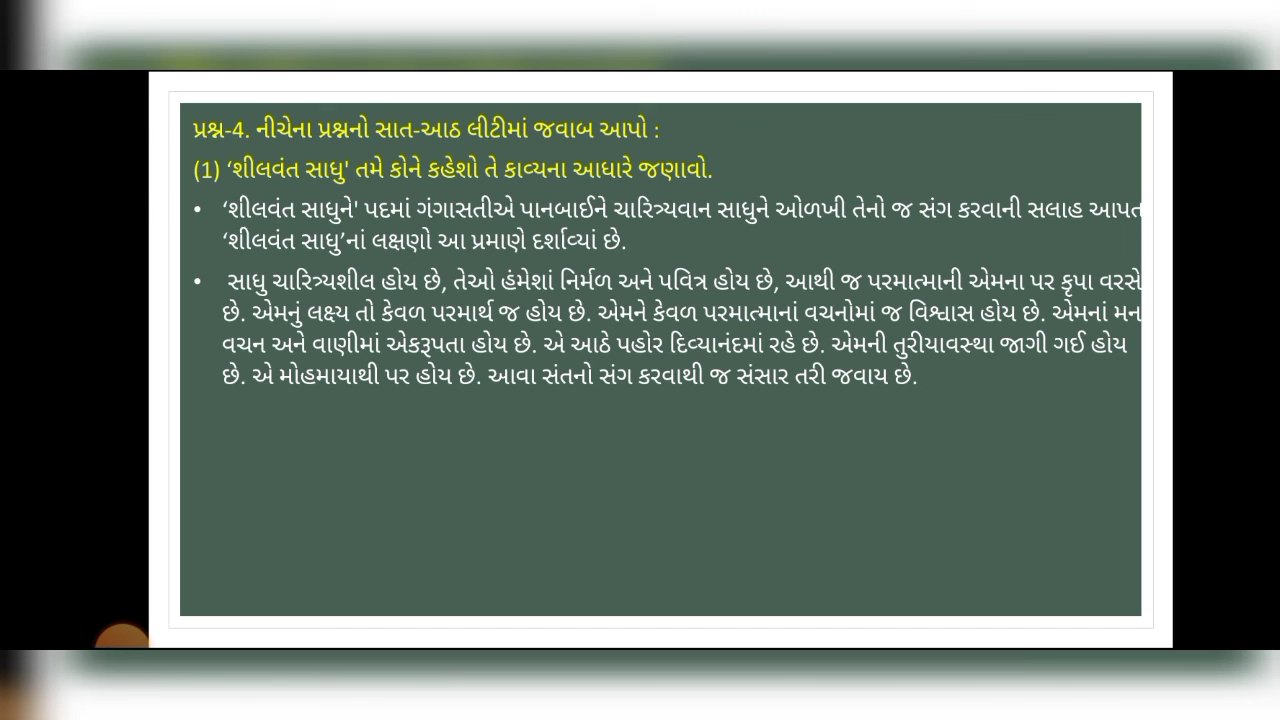 પ્રશ્ન-4. નીચેના પ્રશ્નનો સાત-આઠ લીટીમાં જવાબ આપો :
(1) ‘શીલવંત સાધુ' તમે કોને કહેશો તે કાવ્યના આધારે જણાવો.
• ‘શીલવંત સાધુને' પદમાં ગંગાસતીએ પાનબાઈને ચારિત્ર્યવાન સાધુને ઓળખી તેનો જ સંગ કરવાની સલાહ આપત
‘શીલવંત સાધુ’નાં લક્ષણો આ પ્રમાણે દર્શાવ્યાં છે.
• સાધુ ચારિત્ર્યશીલ હોય છે, તેઓ હંમેશાં નિર્મળ અને પવિત્ર હોય છે, આથી જ પરમાત્માની એમના પર કૃપા વરસે
છે. એમનું લક્ષ્ય તો કેવળ પરમાર્થ જ હોય છે. એમને કેવળ પરમાત્માનાં વચનોમાં જ વિશ્વાસ હોય છે. એમનાં મન
વચન અને વાણીમાં એકરૂપતા હોય છે. એ આઠે પહોર દિવ્યાનંદમાં રહે છે. એમની તુરીયાવસ્થા જાગી ગઈ હોય
છે. એ મોહમાયાથી પર હોય છે. આવા સંતનો સંગ કરવાથી જ સંસાર તરી જવાય છે.